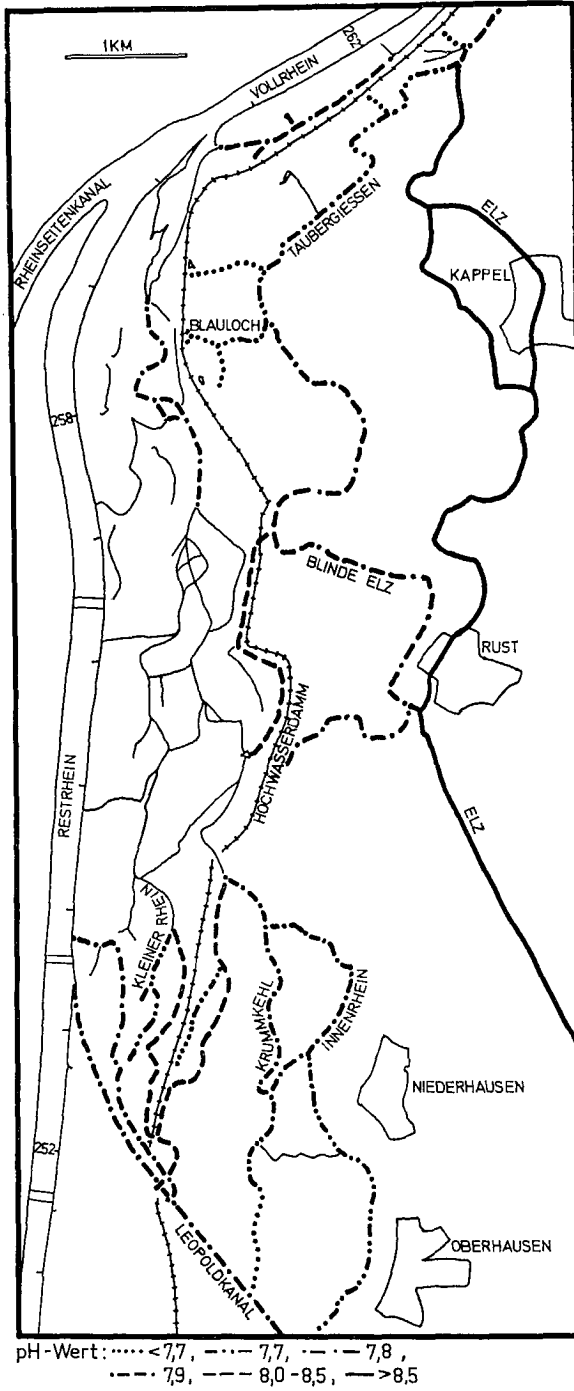 1KM
262
VOLLRHEIN
RHEINSEITENKANAL
ELZ
TAUBERGIESSEN
KAPPEL
BLAULOCH
258
BLINDE ELZ
RUST
HOCHWASSERDAMM
RESTRHEIN
ELZ
KLEINER RHEIN
KRUMMKEHL
INNENRHEIN
NIEDERHAUSEN
252
LEOPOLDKANAL
OBERHAUSEN
pH-Wert: <7,7, 7,7, 7,8,
7,9, 8,0-8,5, >8,5